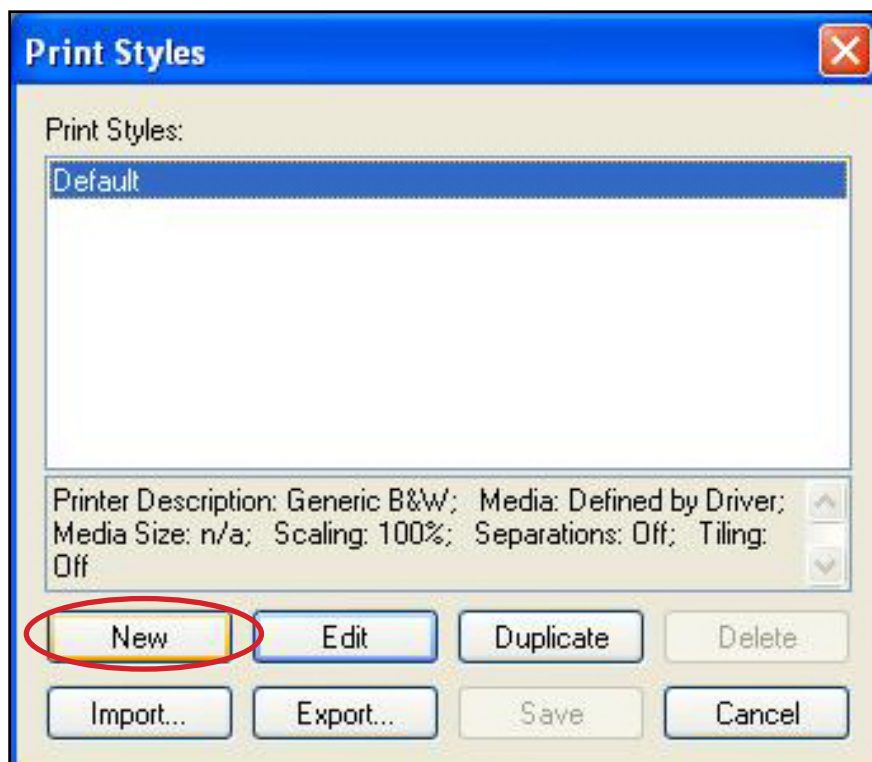 Print Styles
Print Styles:
Default
Printer Description: Generic B&W; Media: Defined by Driver;
Media Size: n/a; Scaling: 100%; Separations: Off; Tiling:
Off
New Edit Duplicate Delete
Import... Export... Save Cancel